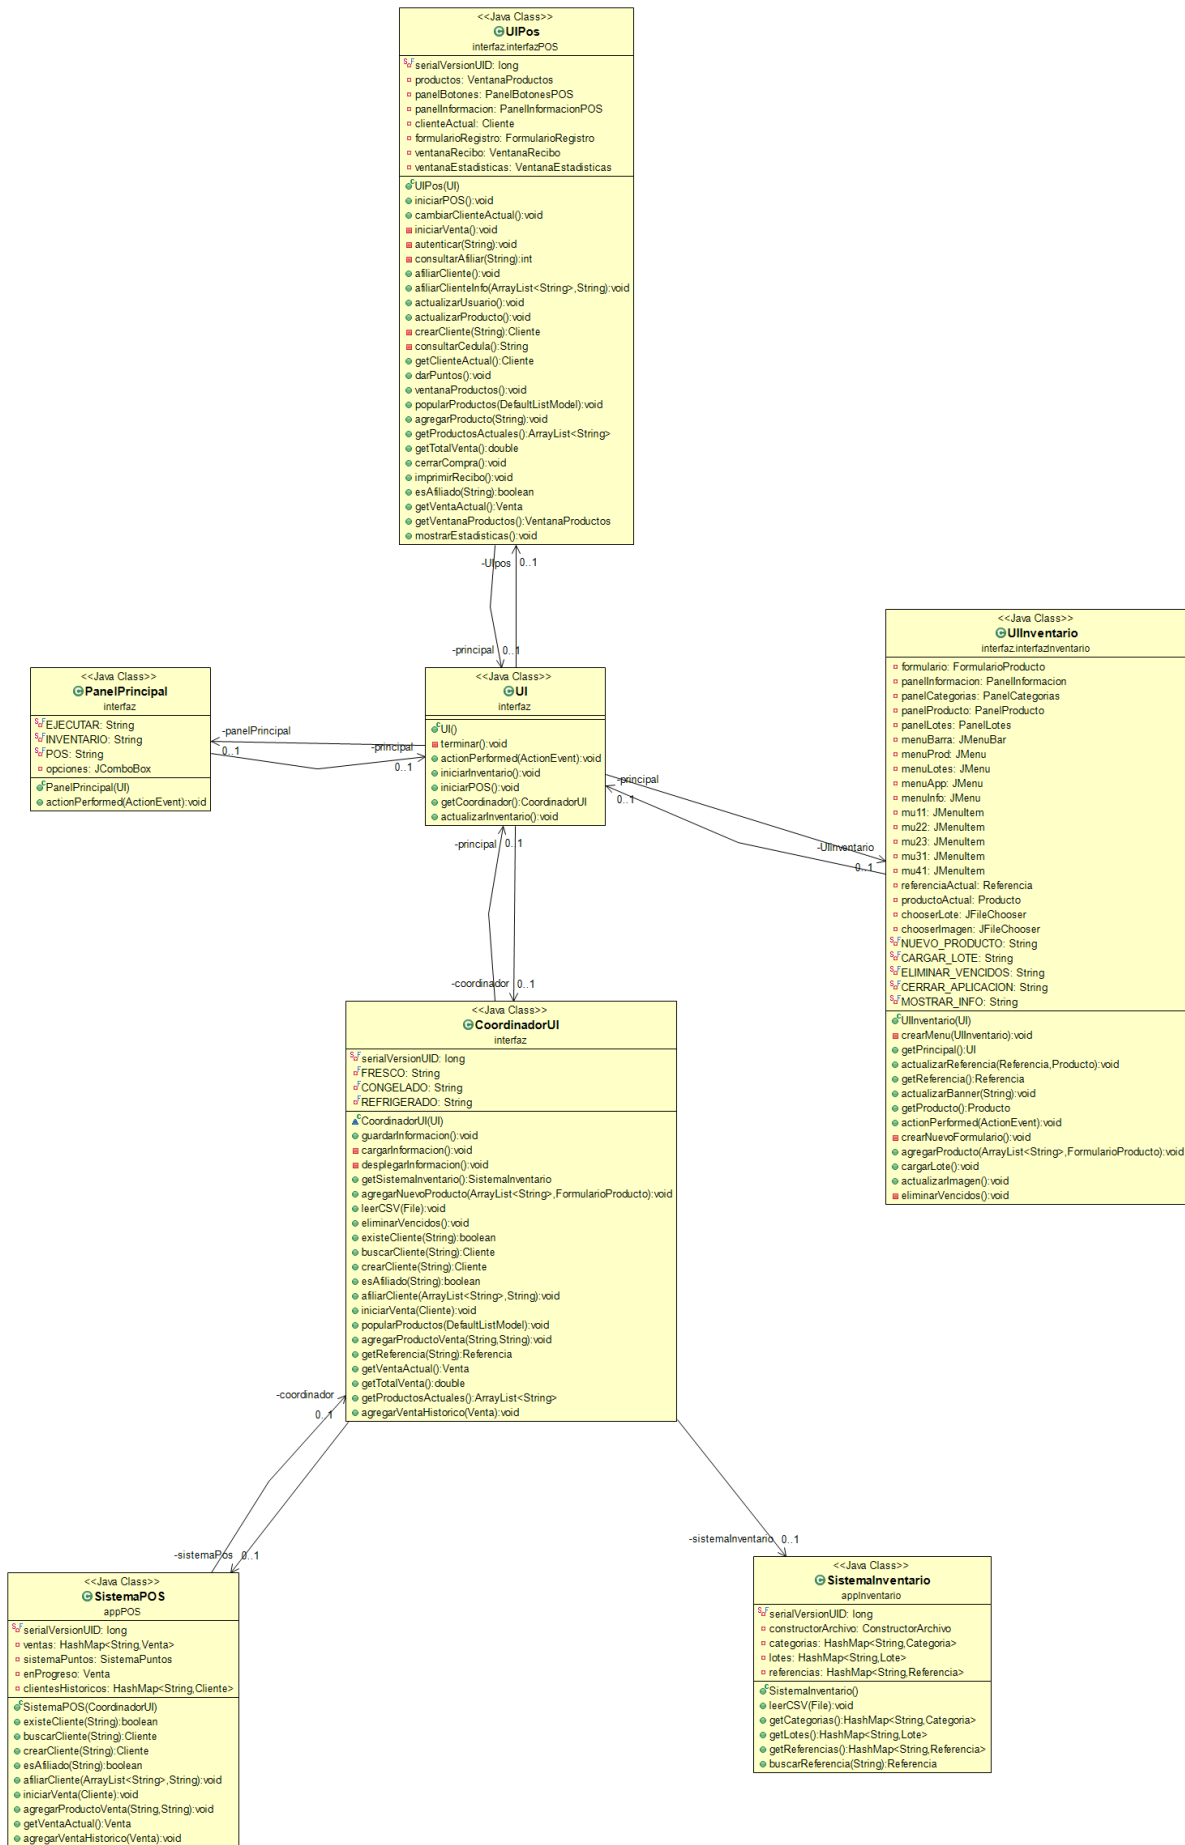 <<Java Class>>
UIPos
interfaz.interfazPOS
serialVersionUID: long
productos: VentanaProductos
panelBotones: PanelBotonesPOS
panelInformacion: PanelInformacionPOS
clienteActual: Cliente
formularioRegistro: FormularioRegistro
ventanaRecibo: VentanaRecibo
ventanaEstadisticas: VentanaEstadisticas
UIPos(UI)
iniciarPOS():void
cambiarClienteActual():void
iniciarVenta():void
autenticar(String):void
consultarAfiliar(String):int
afiliarCliente():void
afiliarClienteInfo(ArrayList<String>,String):void
actualizarUsuario():void
actualizarProducto():void
crearCliente(String):Cliente
consultarCedula():String
getClienteActual():Cliente
darPuntos():void
ventanaProductos():void
popularProductos(DefaultListModel):void
agregarProducto(String):void
getProductosActuales():ArrayList<String>
getTotalVenta():double
cerrarCompra():void
imprimirRecibo():void
esAfiliado(String):boolean
getVentaActual():Venta
getVentanaProductos():VentanaProductos
mostrarEstadisticas():void
-UIpos 0..1
-principal 0..1
<<Java Class>>
PanelPrincipal
interfaz
EJECUTAR: String
INVENTARIO: String
POS: String
opciones: JComboBox
PanelPrincipal(UI)
actionPerformed(ActionEvent):void
-panelPrincipal
0..1
-principal
0..1
<<Java Class>>
UI
interfaz
UI()
terminar():void
actionPerformed(ActionEvent):void
iniciarInventario():void
iniciarPOS():void
getCoordinador():CoordinadorUI
actualizarInventario():void
-principal
0..1
-UIInventario
0..1
<<Java Class>>
UIInventario
interfaz.interfazInventario
formulario: FormularioProducto
panelInformacion: PanelInformacion
panelCategorias: PanelCategorias
panelProducto: PanelProducto
panelLotes: PanelLotes
menuBarra: JMenuBar
menuProd: JMenu
menuLotes: JMenu
menuApp: JMenu
menuInfo: JMenu
mu11: JMenuItem
mu22: JMenuItem
mu23: JMenuItem
mu31: JMenuItem
mu41: JMenuItem
referenciaActual: Referencia
productoActual: Producto
chooserLote: JFileChooser
chooserImagen: JFileChooser
NUEVO_PRODUCTO: String
CARGAR_LOTE: String
ELIMINAR_VENCIDOS: String
CERRAR_APLICACION: String
MOSTRAR_INFO: String
UIInventario(UI)
crearMenu(UIInventario):void
getPrincipal():UI
actualizarReferencia(Referencia,Producto):void
getReferencia():Referencia
actualizarBanner(String):void
getProducto():Producto
actionPerformed(ActionEvent):void
crearNuevoFormulario():void
agregarProducto(ArrayList<String>,FormularioProducto):void
cargarLote():void
actualizarImagen():void
eliminarVencidos():void
-principal 0..1
-coordinador 0..1
<<Java Class>>
CoordinadorUI
interfaz
serialVersionUID: long
FRESCO: String
CONGELADO: String
REFRIGERADO: String
CoordinadorUI(UI)
guardarInformacion():void
cargarInformacion():void
desplegarInformacion():void
getSistemaInventario():SistemaInventario
agregarNuevoProducto(ArrayList<String>,FormularioProducto):void
leerCSV(File):void
eliminarVencidos():void
existeCliente(String):boolean
buscarCliente(String):Cliente
crearCliente(String):Cliente
esAfiliado(String):boolean
afiliarCliente(ArrayList<String>,String):void
iniciarVenta(Cliente):void
popularProductos(DefaultListModel):void
agregarProductoVenta(String,String):void
getReferencia(String):Referencia
getVentaActual():Venta
getTotalVenta():double
getProductosActuales():ArrayList<String>
agregarVentaHistorico(Venta):void
-coordinador
0..1
-sistemaPos 0..1
-sistemaInventario 0..1
<<Java Class>>
SistemaPOS
appPOS
serialVersionUID: long
ventas: HashMap<String,Venta>
sistemaPuntos: SistemaPuntos
enProgreso: Venta
clientesHistoricos: HashMap<String,Cliente>
SistemaPOS(CoordinadorUI)
existeCliente(String):boolean
buscarCliente(String):Cliente
crearCliente(String):Cliente
esAfiliado(String):boolean
afiliarCliente(ArrayList<String>,String):void
iniciarVenta(Cliente):void
agregarProductoVenta(String,String):void
getVentaActual():Venta
agregarVentaHistorico(Venta):void
<<Java Class>>
SistemaInventario
appInventario
serialVersionUID: long
constructorArchivo: ConstructorArchivo
categorias: HashMap<String,Categoria>
lotes: HashMap<String,Lote>
referencias: HashMap<String,Referencia>
SistemaInventario()
leerCSV(File):void
getCategorias():HashMap<String,Categoria>
getLotes():HashMap<String,Lote>
getReferencias():HashMap<String,Referencia>
buscarReferencia(String):Referencia